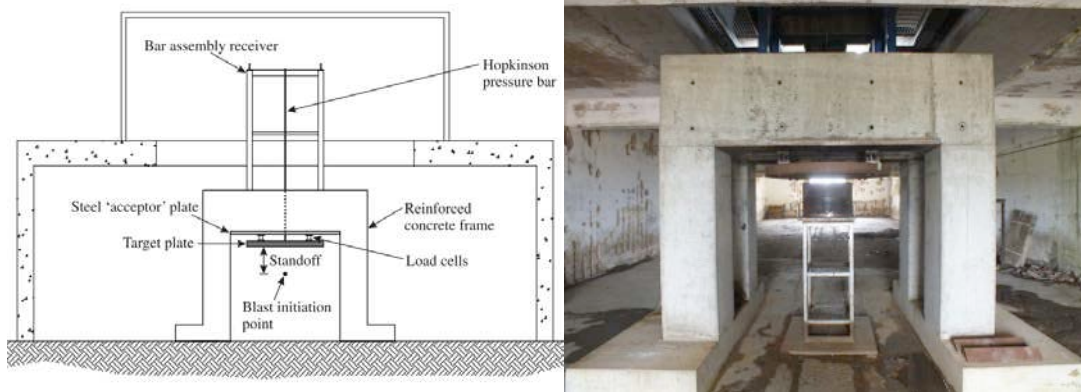 Bar assembly receiver
Hopkinson
pressure bar
Steel ‘acceptor’ plate
Reinforced
concrete frame
Target plate
Standoff
Load cells
Blast initiation
point